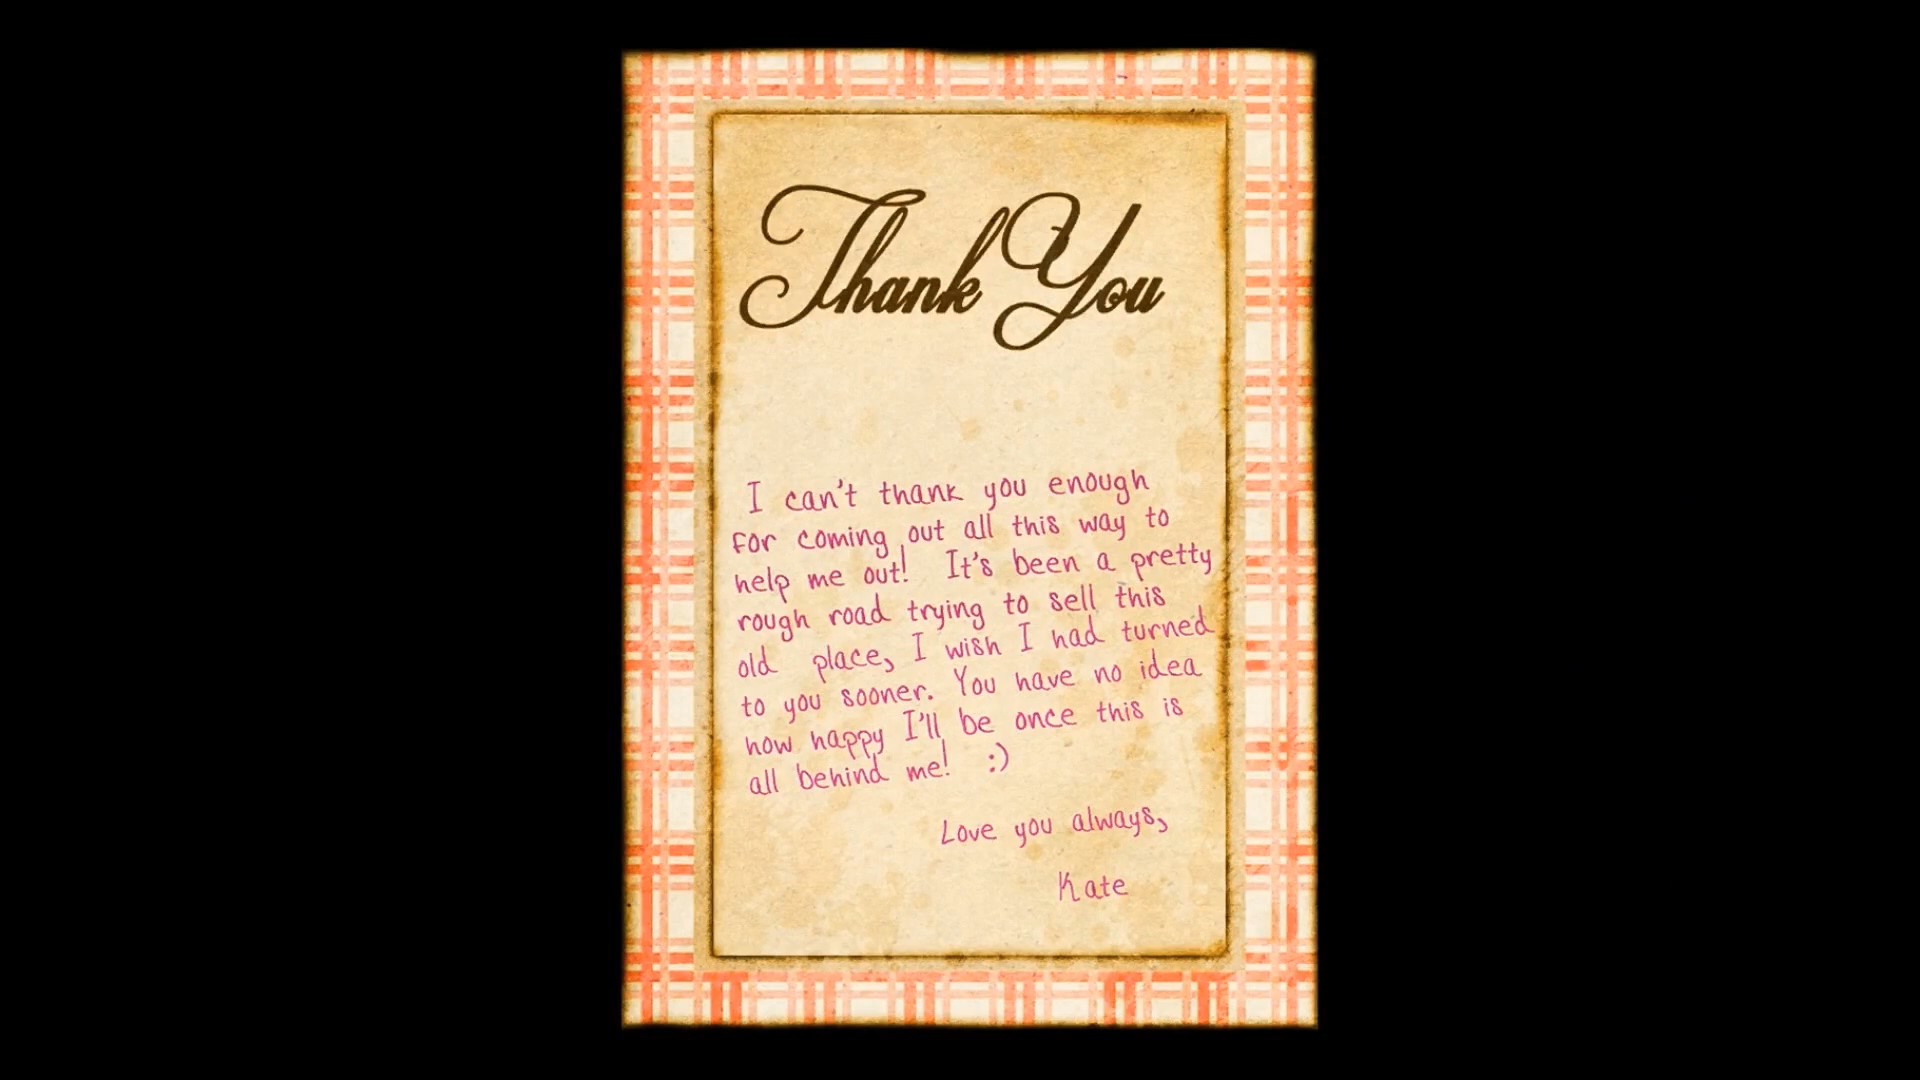 Thank You
I can't thank you enough
for coming out all this way to
help me out! It's been a pretty
rough road trying to sell this
old place, I wish I had turned
to you sooner. You have no idea
how happy I'll be once this is
all behind me! :)
Love you always,
Kate